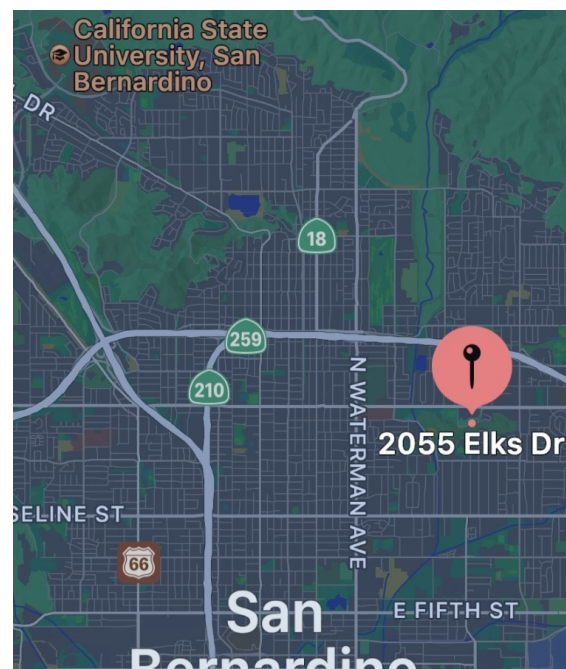 California State
University, San
Bernardino
DR
18
259
210
N WATERMAN AVE
2055 Elks Dr
SELINE ST
66
San
E FIFTH ST
Bernardino